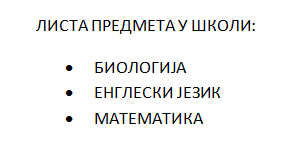 ЛИСТА ПРЕДМЕТА У ШКОЛИ:
• БИОЛОГИЈА
• ЕНГЛЕСКИ ЈЕЗИК
• МАТЕМАТИКА